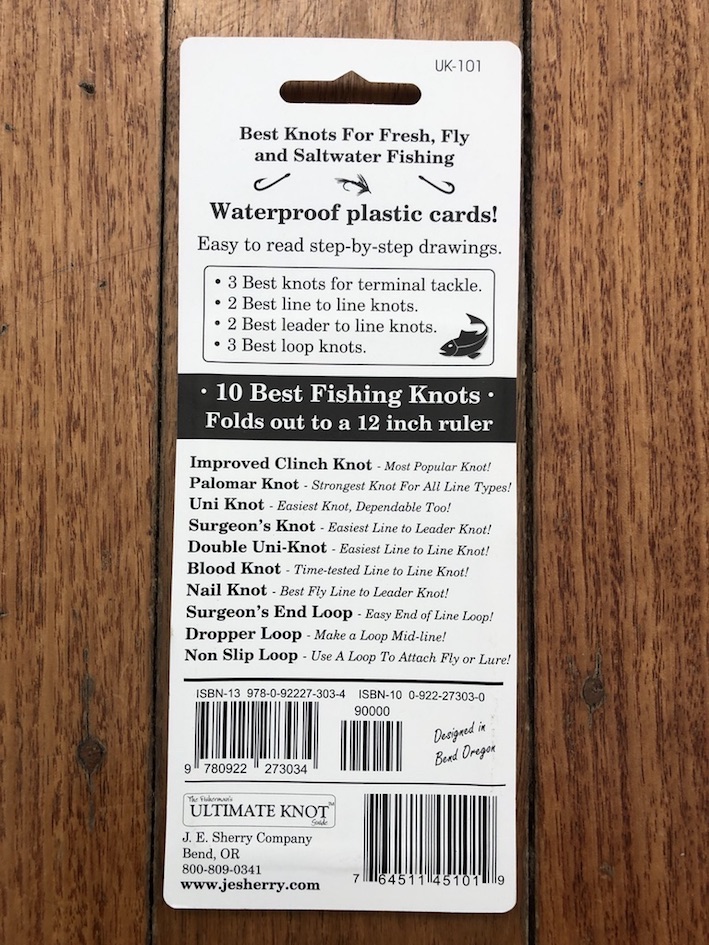 UK-101
Best Knots For Fresh, Fly
and Saltwater Fishing
Waterproof plastic cards!
Easy to read step-by-step drawings.
• 3 Best knots for terminal tackle.
• 2 Best line to line knots.
• 2 Best leader to line knots.
• 3 Best loop knots.
· 10 Best Fishing Knots ·
Folds out to a 12 inch ruler
Improved Clinch Knot - Most Popular Knot!
Palomar Knot - Strongest Knot For All Line Types!
Uni Knot - Easiest Knot, Dependable Too!
Surgeon's Knot - Easiest Line to Leader Knot!
Double Uni-Knot - Easiest Line to Line Knot!
Blood Knot - Time-tested Line to Line Knot!
Nail Knot - Best Fly Line to Leader Knot!
Surgeon's End Loop - Easy End of Line Loop!
Dropper Loop - Make a Loop Mid-line!
Non Slip Loop - Use A Loop To Attach Fly or Lure!
ISBN-13 978-0-92227-303-4 ISBN-10 0-922-27303-0
90000
9 780922 273034
Designed in
Bend Oregon
The Fisherman's
ULTIMATE KNOT™
Guide
J. E. Sherry Company
Bend, OR
800-809-0341
www.jesherry.com
7 64511 45101 9